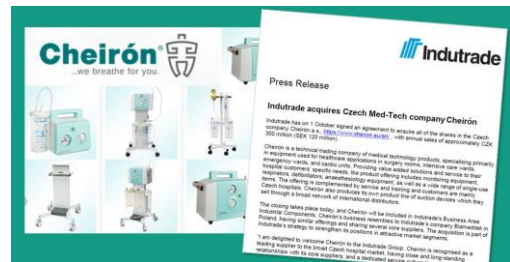 Cheirón®
...we breathe for you.
Indutrade
Press Release
Indutrade acquires Czech Med-Tech company Cheirón
Indutrade has on 1 October signed an agreement to acquire all of the shares in the Czech
company Cheirón a.s., https://www.cheiron.eu/en/, with annual sales of approximately CZK
300 million (SEK 120 million).
Cheirón is a technical trading company of medical technology products, specialising primarily
in equipment used for healthcare applications in surgery rooms, intensive care wards,
emergency wards, and cardio units. Providing value added solutions and service to their
hospital customers' specific needs, the product offering includes monitoring equipment,
respirators, defibrillators, anaesthesiology equipment, as well as a wide range of single-use
items. The offering is complemented by service and training and customers are mainly
Czech hospitals. Cheirón also produces its own product line of suction devices which they
sell through a broad network of international distributors.
The closing takes place today, and Cheirón will be included in Indutrade's Business Area
Industrial Components. Cheirón's business resembles to Indutrade's company Biameditek in
Poland, having similar offerings and sharing several core suppliers. The acquisition is part of
Indutrade's strategy to strengthen its positions in attractive market segments.
"I am delighted to welcome Cheirón to the Indutrade Group. Cheirón is recognised as a
leading supplier to the broad Czech hospital market, having close and long-standing
relationships with its core suppliers, and a dedicated service